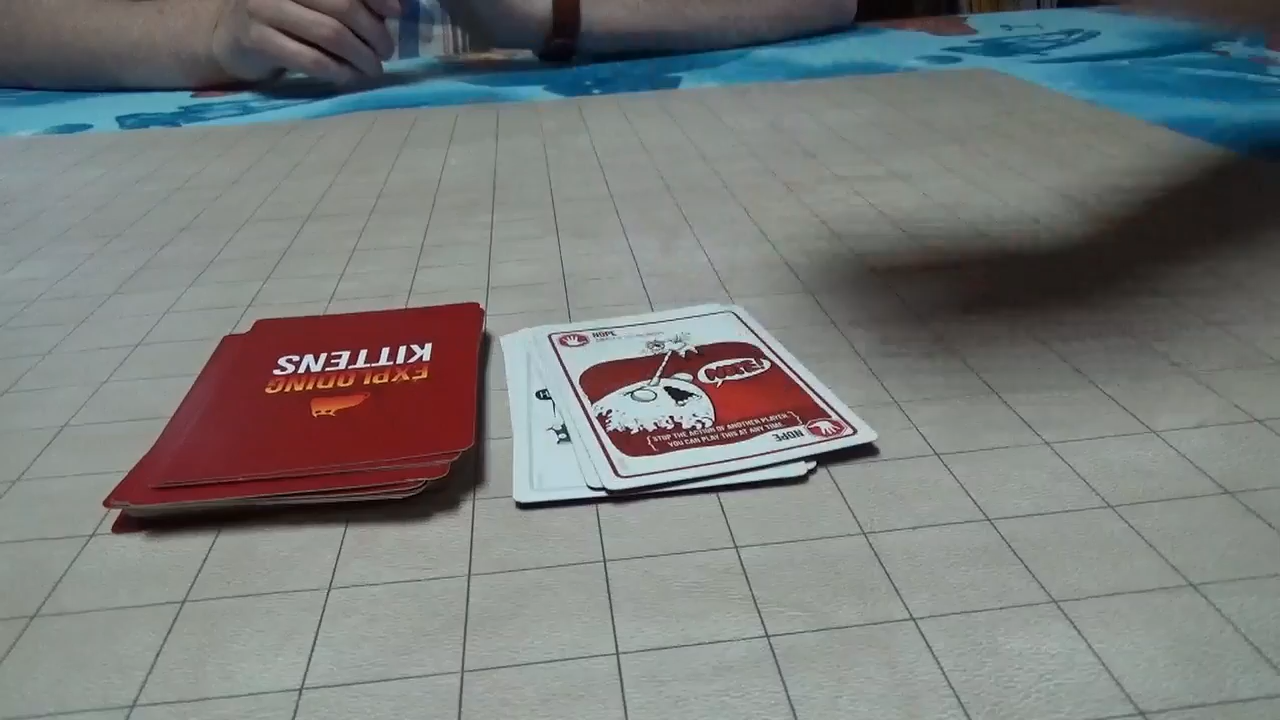 EXPLODING
KITTENS
NOPE
NOPE!
STOP THE ACTION OF ANOTHER PLAYER.
YOU CAN PLAY THIS AT ANY TIME.
NOPE